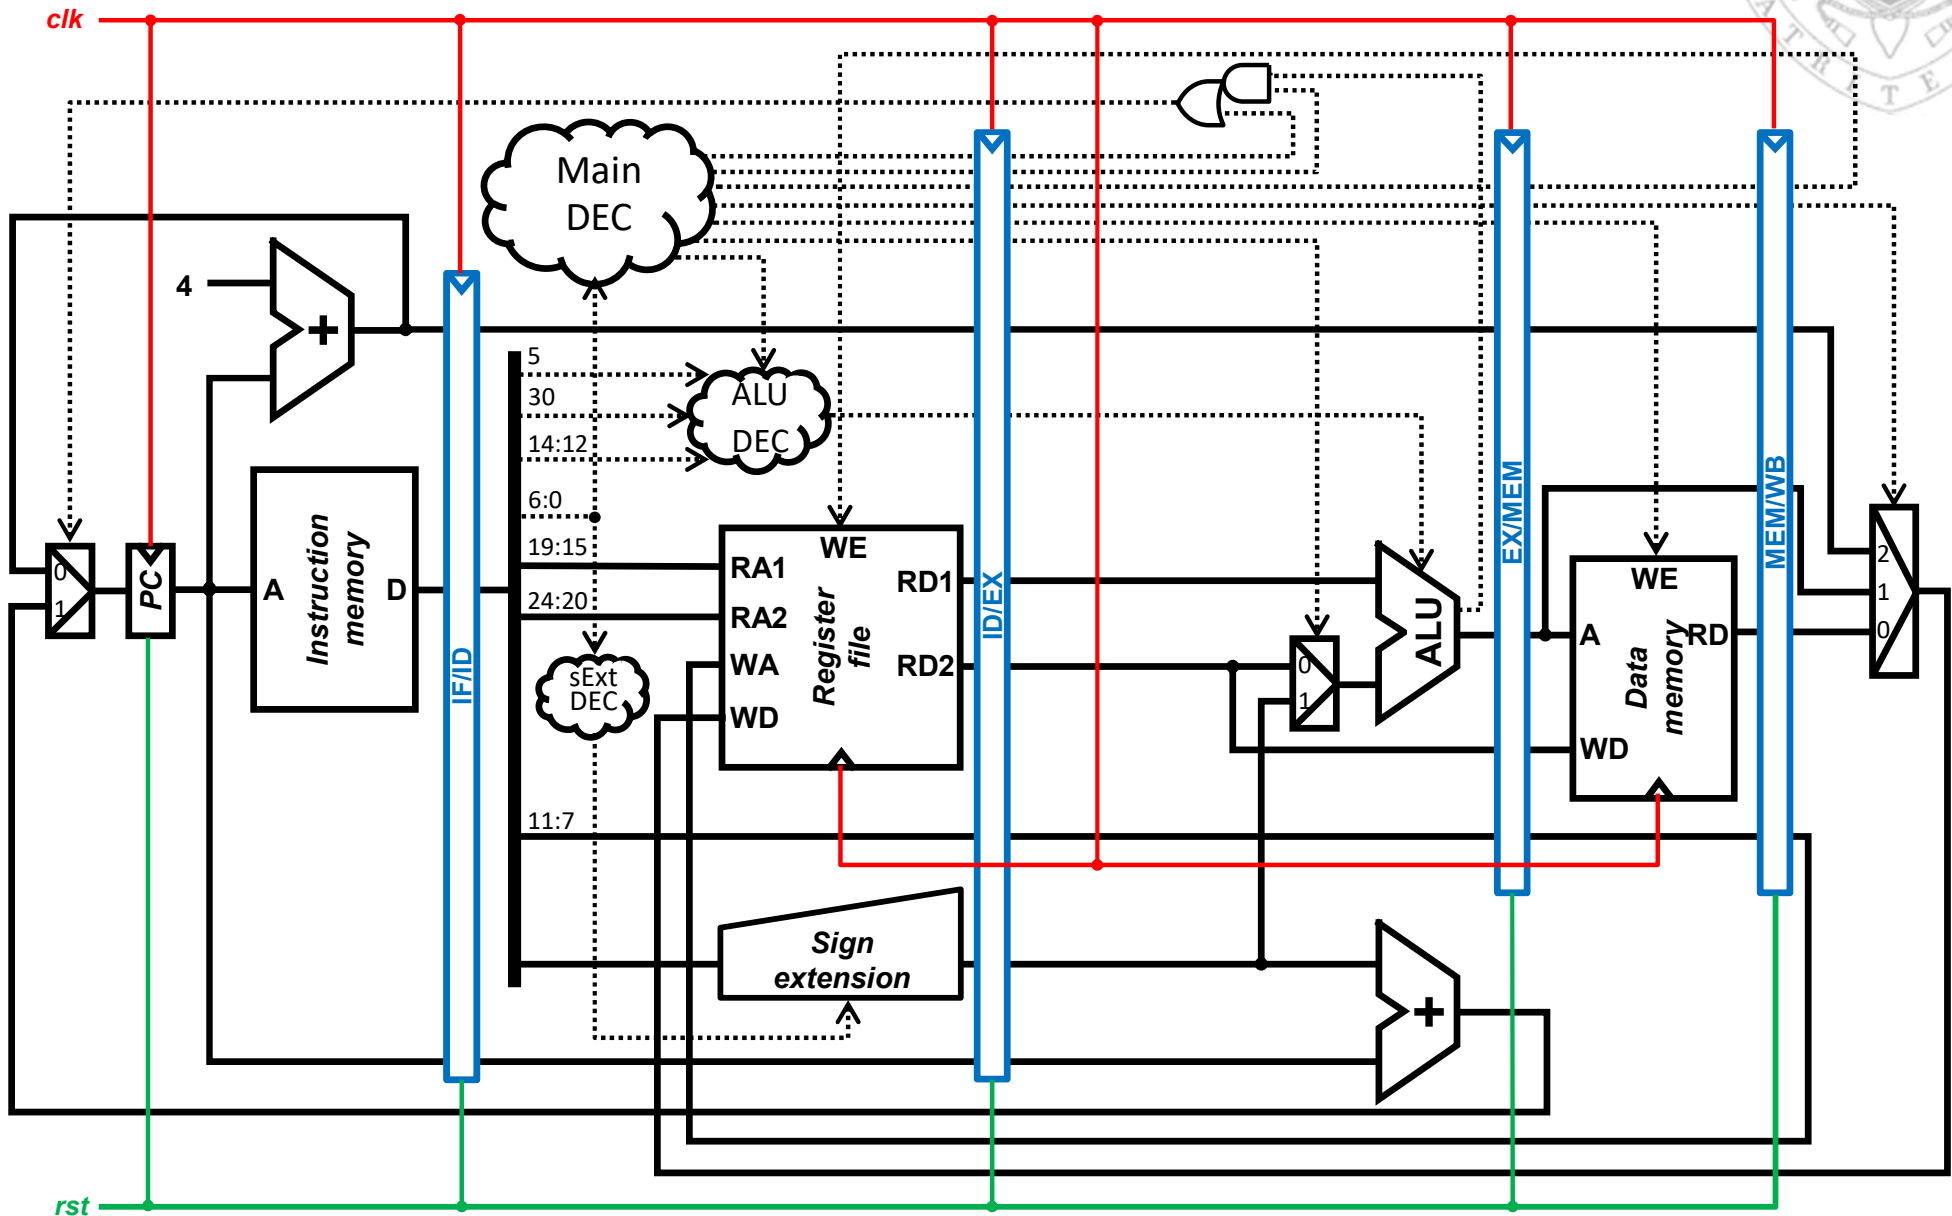 clk
A T R I T E
Main
DEC
4
+
5
30
14:12
6:0
19:15
24:20
11:7
ALU
DEC
sExt
DEC
0
1
PC
A
D
Instruction
memory
IF/ID
WE
RA1
RA2
WA
WD
RD1
RD2
Register
file
ID/EX
0
1
ALU
EX/MEM
WE
A
RD
WD
Data
memory
MEM/WB
2
1
0
Sign
extension
+
rst